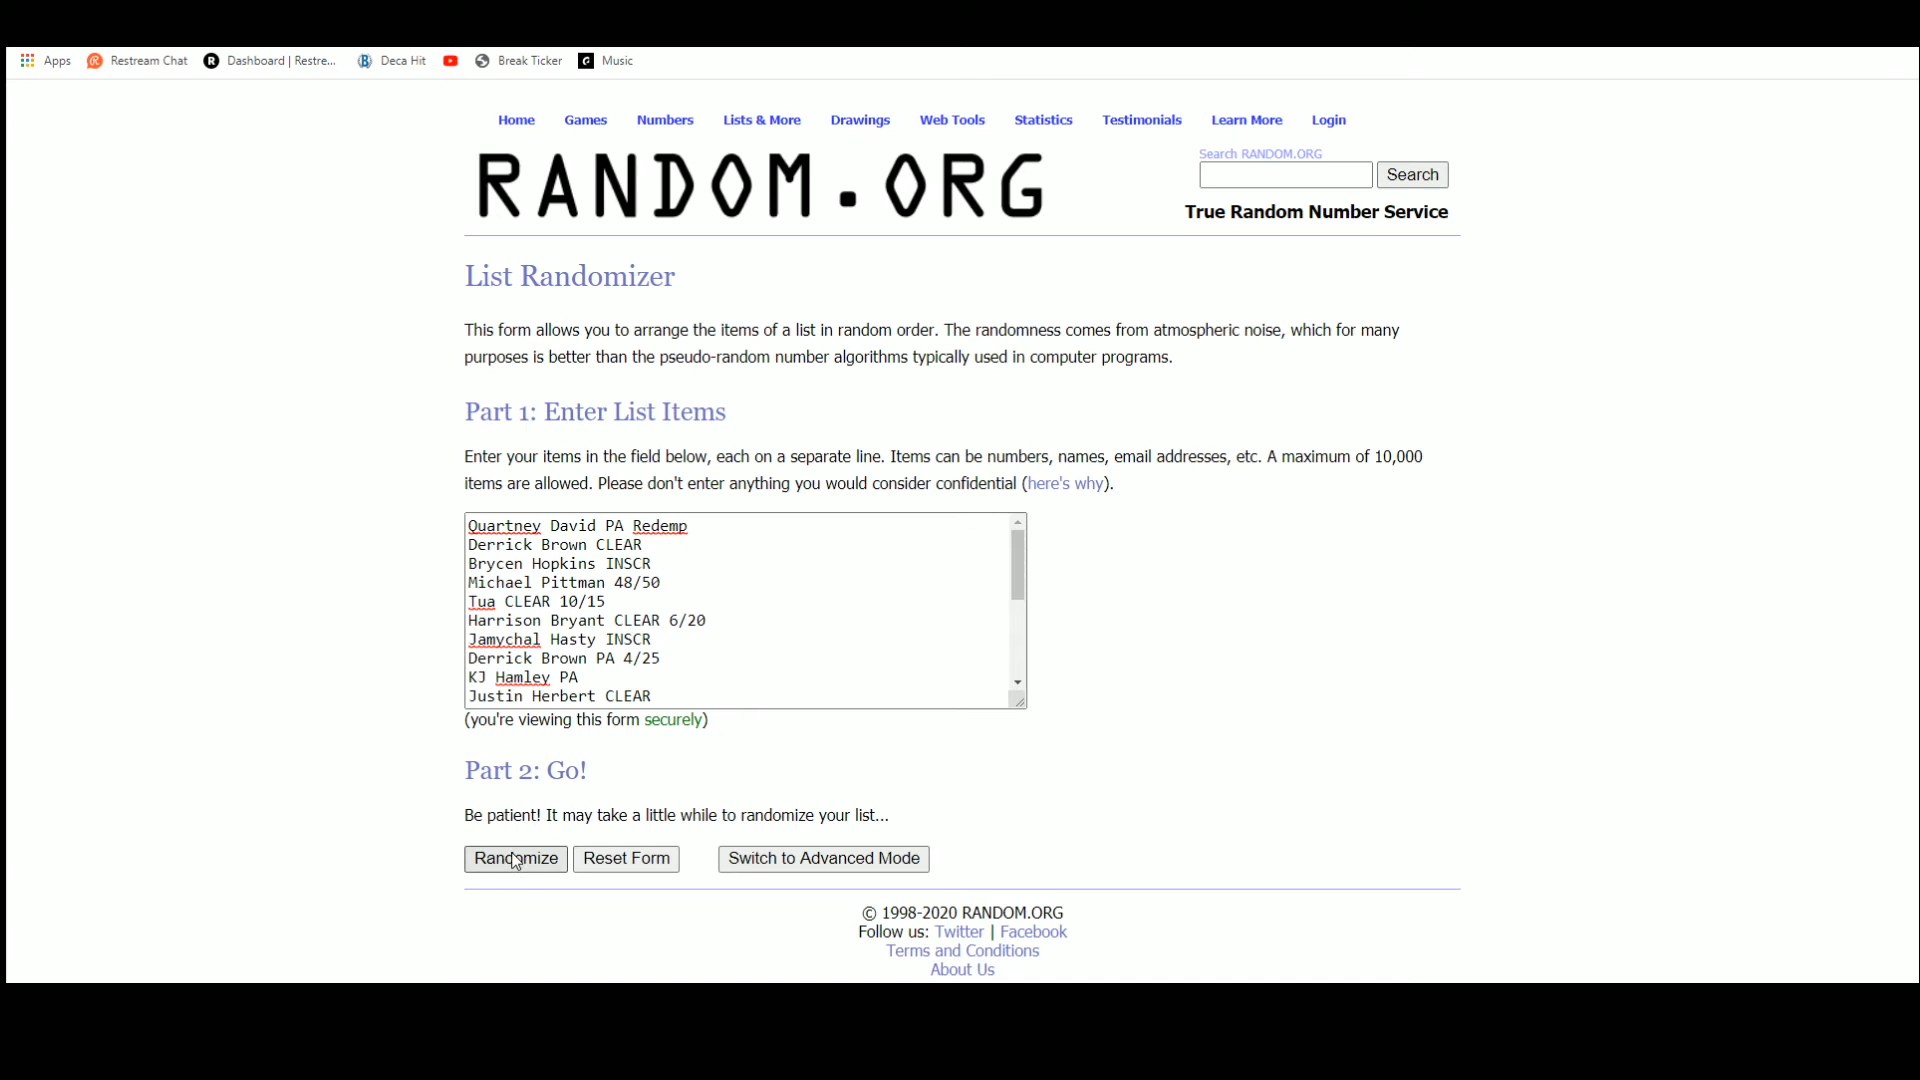 Apps Restream Chat Dashboard | Restre... Deca Hit Break Ticker Music
Home Games Numbers Lists & More Drawings Web Tools Statistics Testimonials Learn More Login
RANDOM.ORG
Search RANDOM.ORG
Search
True Random Number Service
List Randomizer
This form allows you to arrange the items of a list in random order. The randomness comes from atmospheric noise, which for many
purposes is better than the pseudo-random number algorithms typically used in computer programs.
Part 1: Enter List Items
Enter your items in the field below, each on a separate line. Items can be numbers, names, email addresses, etc. A maximum of 10,000
items are allowed. Please don't enter anything you would consider confidential (here's why).
Quartney David PA Redemp
Derrick Brown CLEAR
Brycen Hopkins INSCR
Michael Pittman 48/50
Tua CLEAR 10/15
Harrison Bryant CLEAR 6/20
Jamychal Hasty INSCR
Derrick Brown PA 4/25
KJ Hamley PA
Justin Herbert CLEAR
(you're viewing this form securely)
Part 2: Go!
Be patient! It may take a little while to randomize your list...
Randomize Reset Form Switch to Advanced Mode
© 1998-2020 RANDOM.ORG
Follow us: Twitter | Facebook
Terms and Conditions
About Us